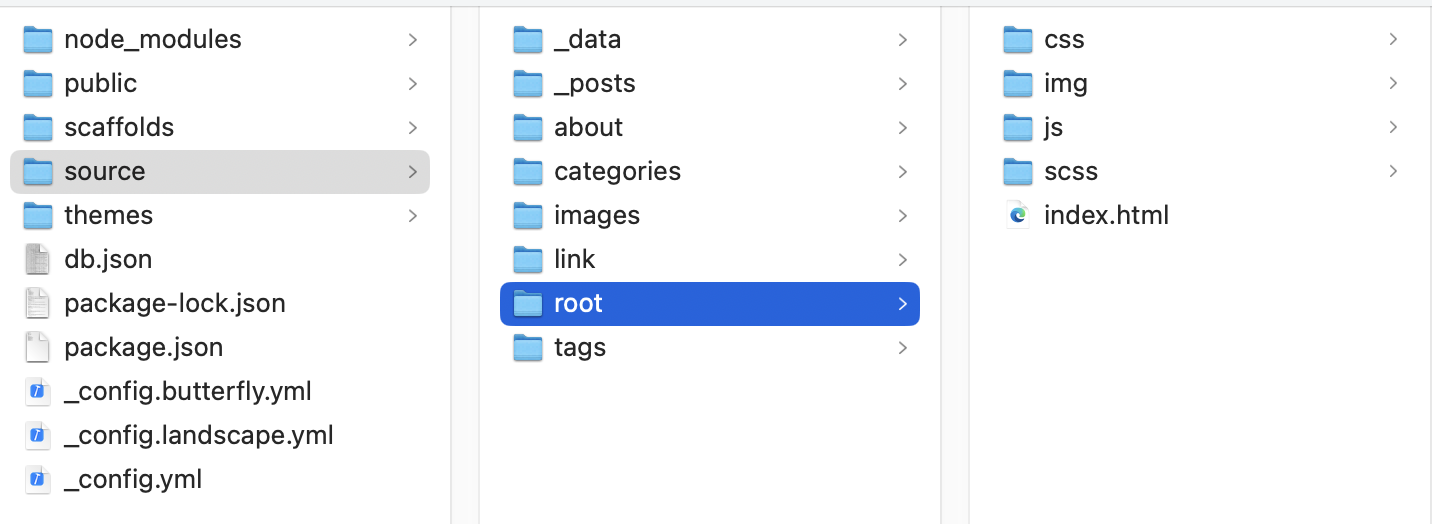 node_modules
public
scaffolds
source
themes
db.json
package-lock.json
package.json
_config.butterfly.yml
_config.landscape.yml
_config.yml
_data
_posts
about
categories
images
link
root
tags
css
img
js
scss
index.html